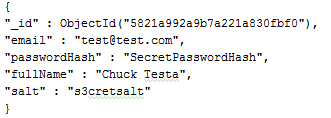 {
"_id" : ObjectId("5821a992a9b7a221a830fbf0"),
"email" : "test@test.com",
"passwordHash" : "SecretPasswordHash",
"fullName" : "Chuck Testa",
"salt" : "s3cretsalt"
}